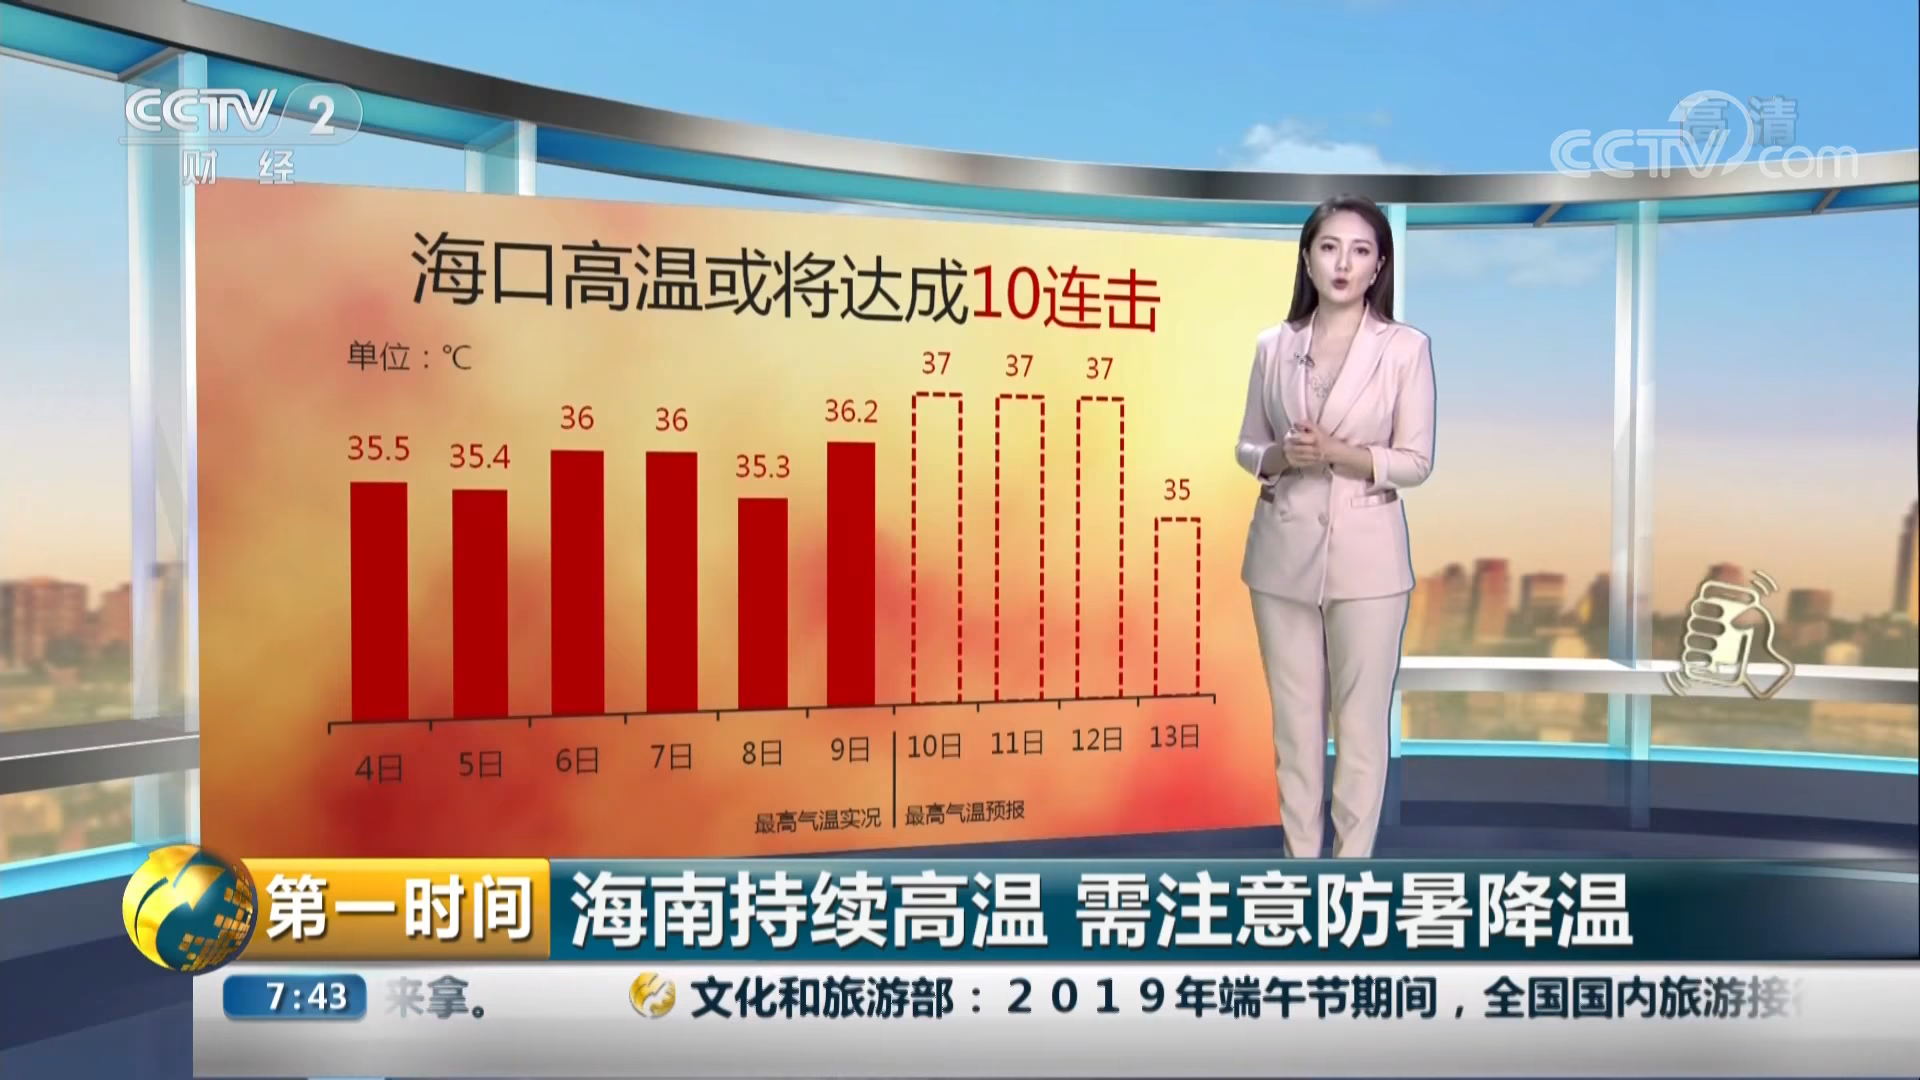 CCTV 2
财 经
高清
CCTV.com
海口高温或将达成10连击
单位：℃
35.5 35.4 36 36 35.3 36.2 37 37 37 35
4日 5日 6日 7日 8日 9日 10日 11日 12日 13日
最高气温实况 最高气温预报
第一时间 海南持续高温 需注意防暑降温
7:43 来拿。 文化和旅游部：２０１９年端午节期间，全国国内旅游接